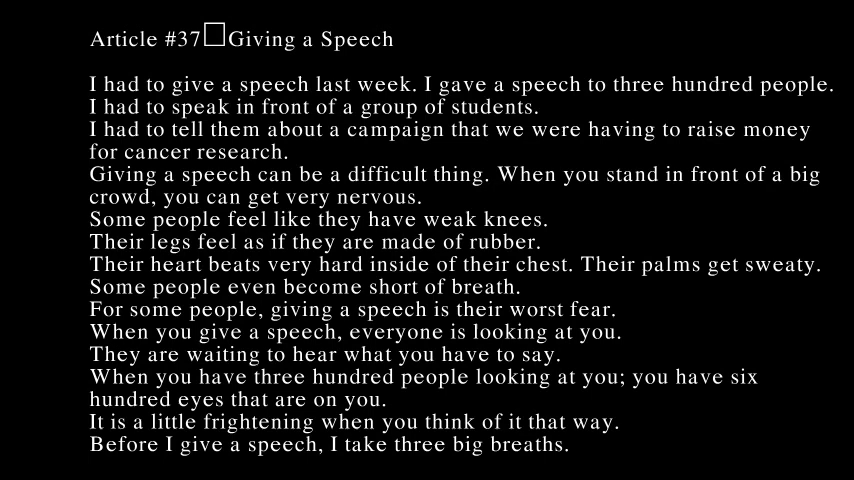 Article #37□Giving a Speech
I had to give a speech last week. I gave a speech to three hundred people.
I had to speak in front of a group of students.
I had to tell them about a campaign that we were having to raise money
for cancer research.
Giving a speech can be a difficult thing. When you stand in front of a big
crowd, you can get very nervous.
Some people feel like they have weak knees.
Their legs feel as if they are made of rubber.
Their heart beats very hard inside of their chest. Their palms get sweaty.
Some people even become short of breath.
For some people, giving a speech is their worst fear.
When you give a speech, everyone is looking at you.
They are waiting to hear what you have to say.
When you have three hundred people looking at you; you have six
hundred eyes that are on you.
It is a little frightening when you think of it that way.
Before I give a speech, I take three big breaths.